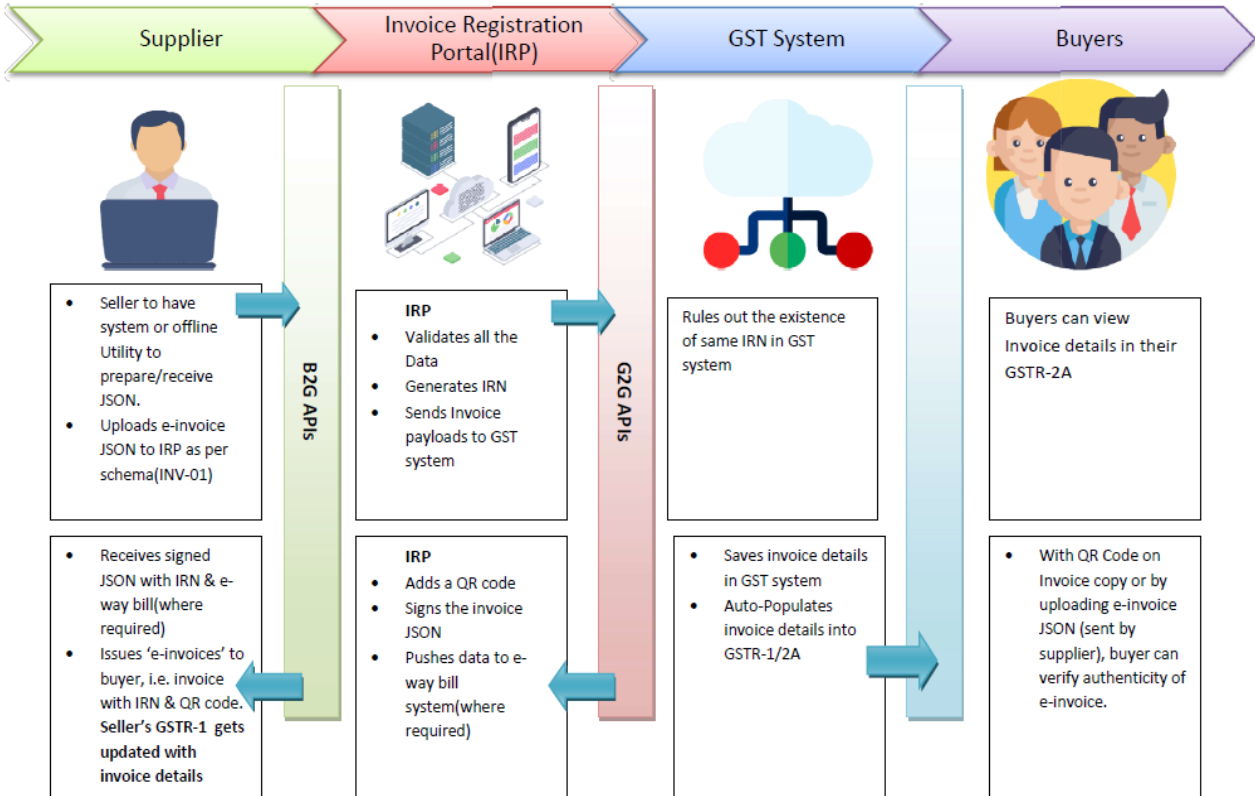 Supplier
Invoice Registration
Portal(IRP)
GST System
Buyers
• Seller to have
system or offline
Utility to
prepare/receive
JSON.
• Uploads e-invoice
JSON to IRP as per
schema(INV-01)
B2G APIs
IRP
• Validates all the
Data
• Generates IRN
• Sends Invoice
payloads to GST
system
G2G APIs
Rules out the existence
of same IRN in GST
system
Buyers can view
Invoice details in their
GSTR-2A
• Receives signed
JSON with IRN & e-
way bill(where
required)
• Issues ‘e-invoices’ to
buyer, i.e. invoice
with IRN & QR code.
Seller’s GSTR-1 gets
updated with
invoice details
IRP
• Adds a QR code
• Signs the invoice
JSON
• Pushes data to e-
way bill
system(where
required)
• Saves invoice details
in GST system
• Auto-Populates
invoice details into
GSTR-1/2A
• With QR Code on
Invoice copy or by
uploading e-invoice
JSON (sent by
supplier), buyer can
verify authenticity of
e-invoice.